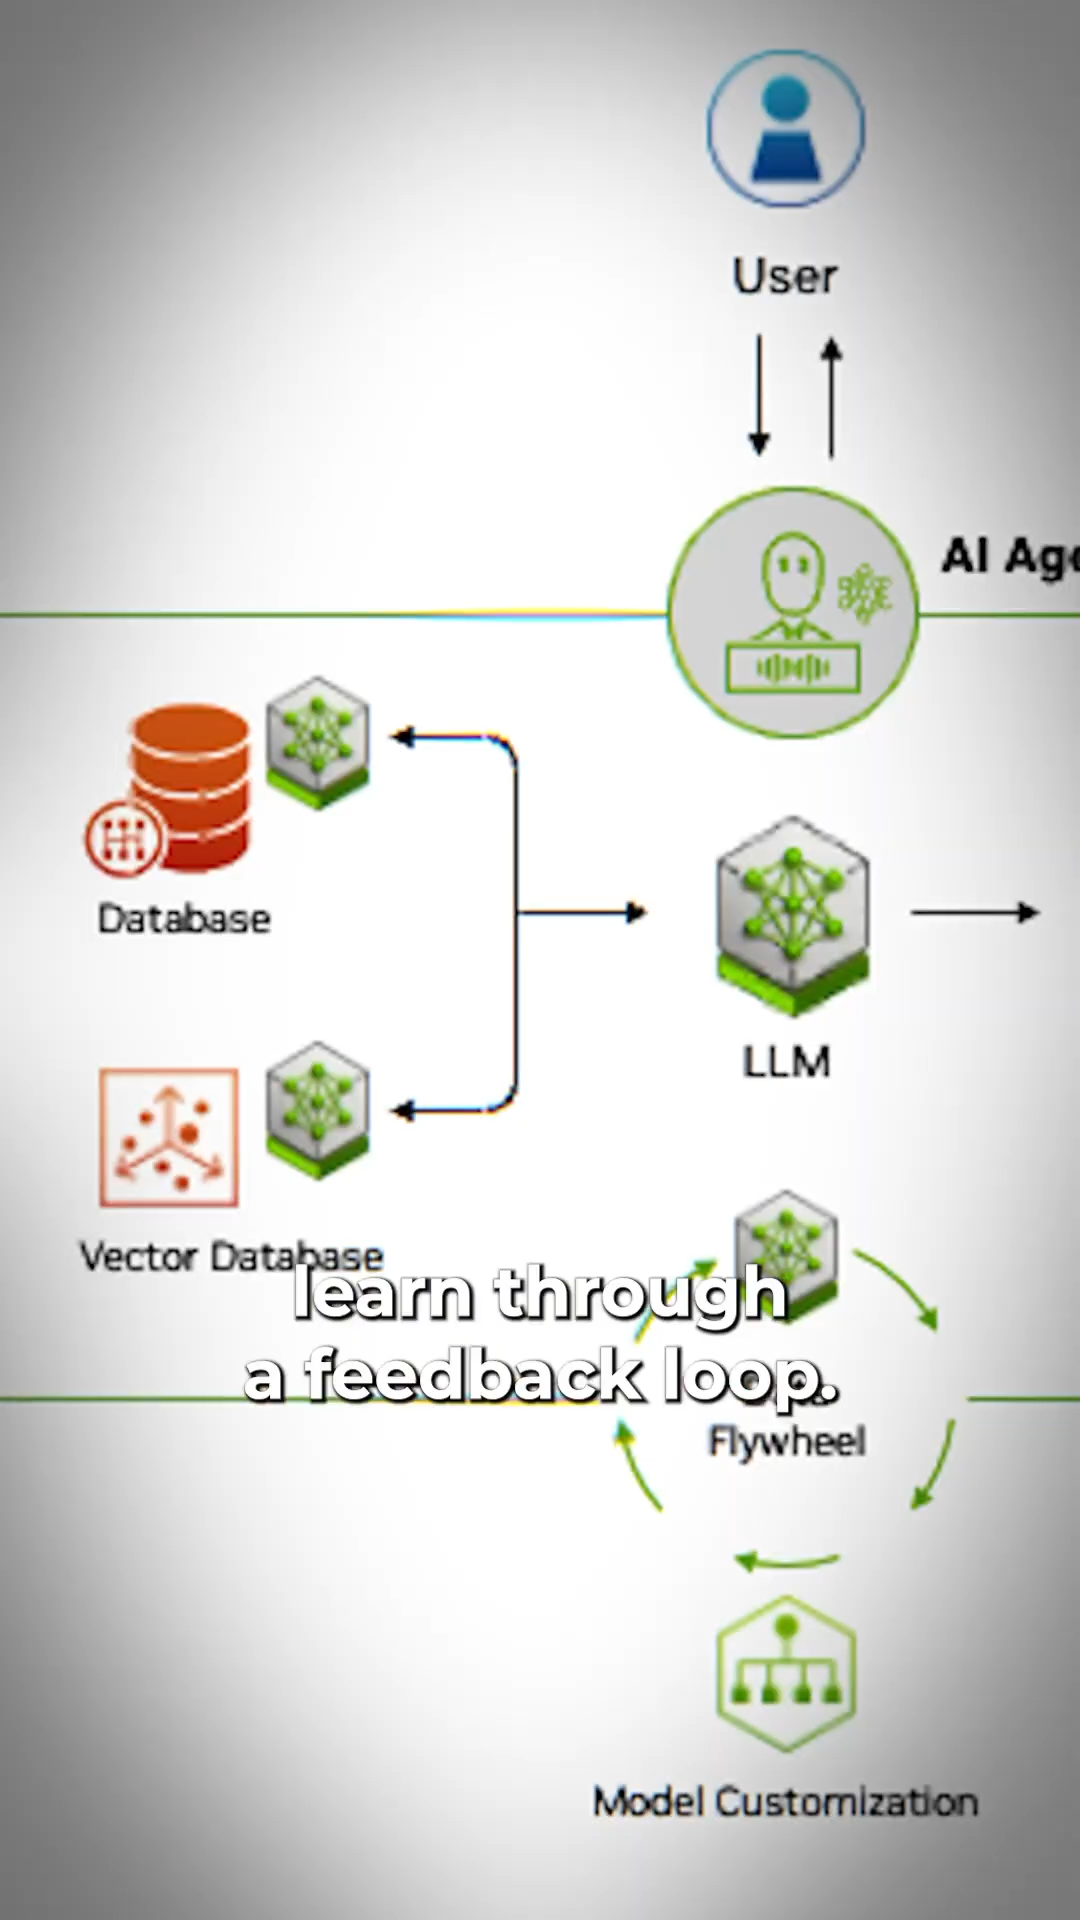 User
AI Age
Database
LLM
Vector Database
learn through
a feedback loop.
Flywheel
Model Customization